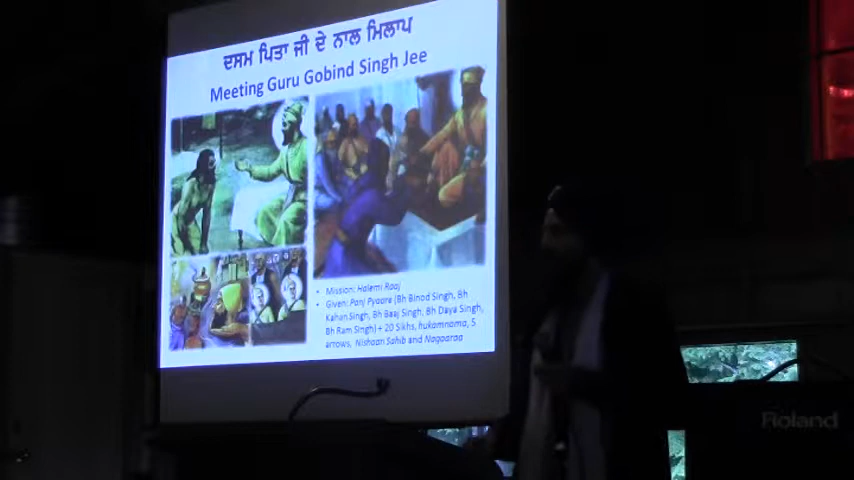 ਦਸਮ ਪਿਤਾ ਜੀ ਦੇ ਨਾਲ ਮਿਲਾਪ
Meeting Guru Gobind Singh Jee
• Mission: Halemi Raaj
• Given: Panj Pyaare (Bh Binod Singh, Bh
Kahan Singh, Bh Baaj Singh, Bh Daya Singh,
Bh Ram Singh) + 20 Sikhs, hukamnama, 5
arrows, Nishaan Sahib and Nagaaraa
Roland